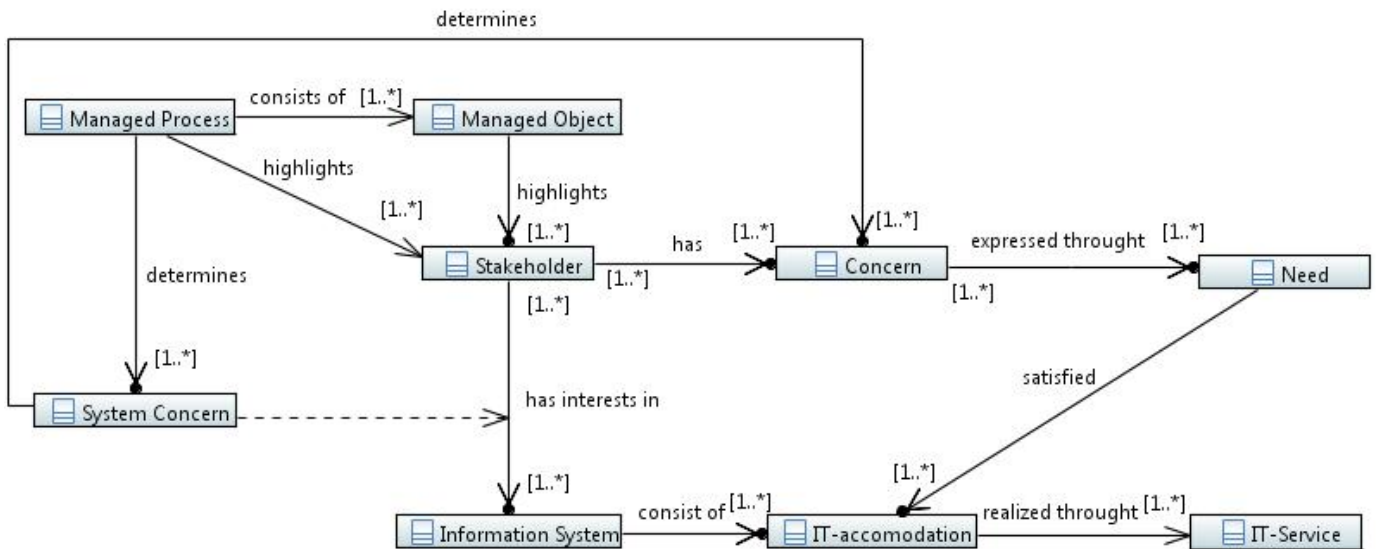 determines
consists of [1..*]
Managed Process
Managed Object
highlights
highlights
[1..*]
[1..*]
[1..*]
has
[1..*]
expressed throught
[1..*]
Stakeholder
Concern
Need
[1..*]
[1..*]
determines
[1..*]
[1..*]
satisfied
System Concern
has interests in
[1..*]
[1..*]
consist of
[1..*]
realized throught
[1..*]
Information System
IT-accomodation
IT-Service